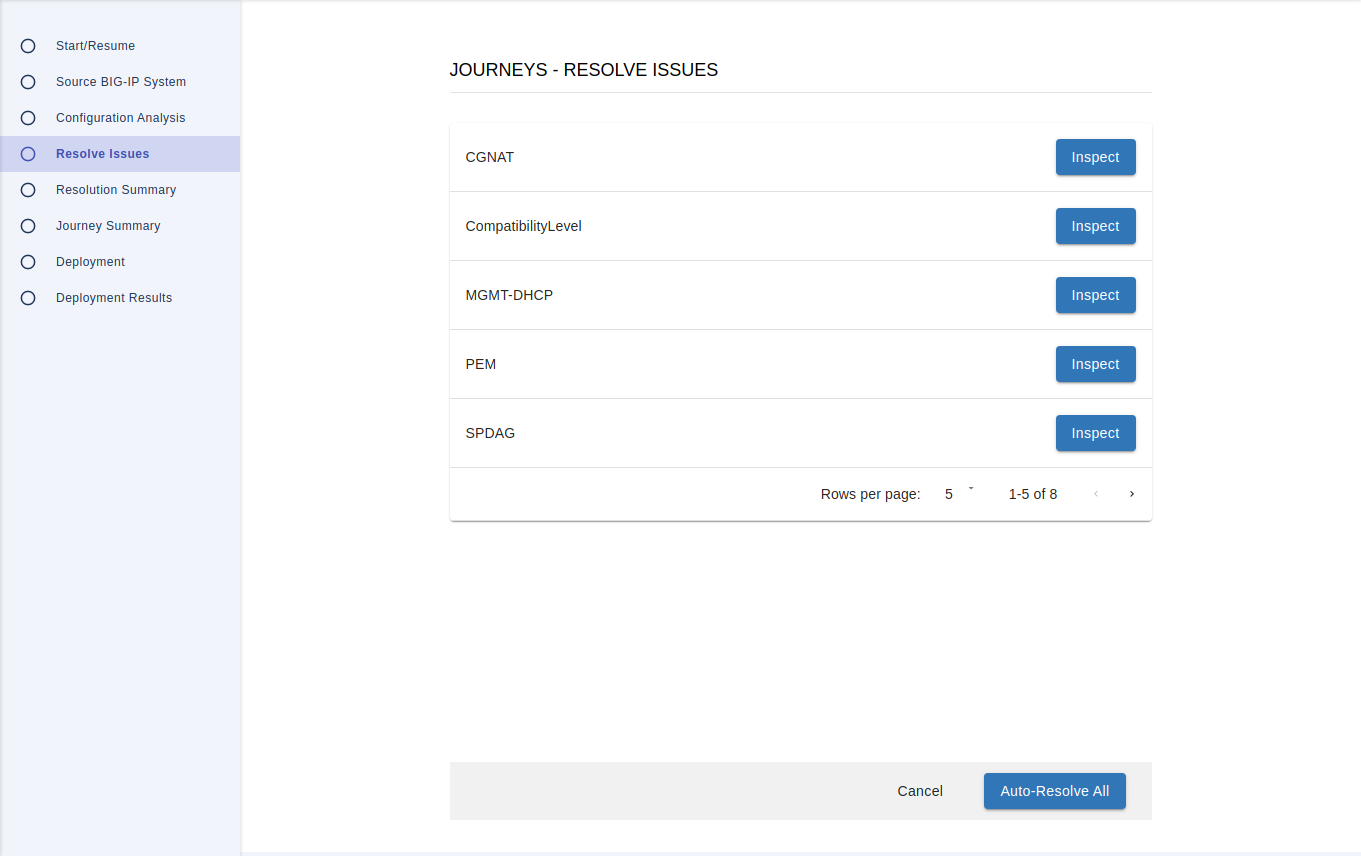 Start/Resume
Source BIG-IP System
Configuration Analysis
Resolve Issues
Resolution Summary
Journey Summary
Deployment
Deployment Results
JOURNEYS - RESOLVE ISSUES
CGNAT Inspect
CompatibilityLevel Inspect
MGMT-DHCP Inspect
PEM Inspect
SPDAG Inspect
Rows per page: 5 1-5 of 8
Cancel Auto-Resolve All